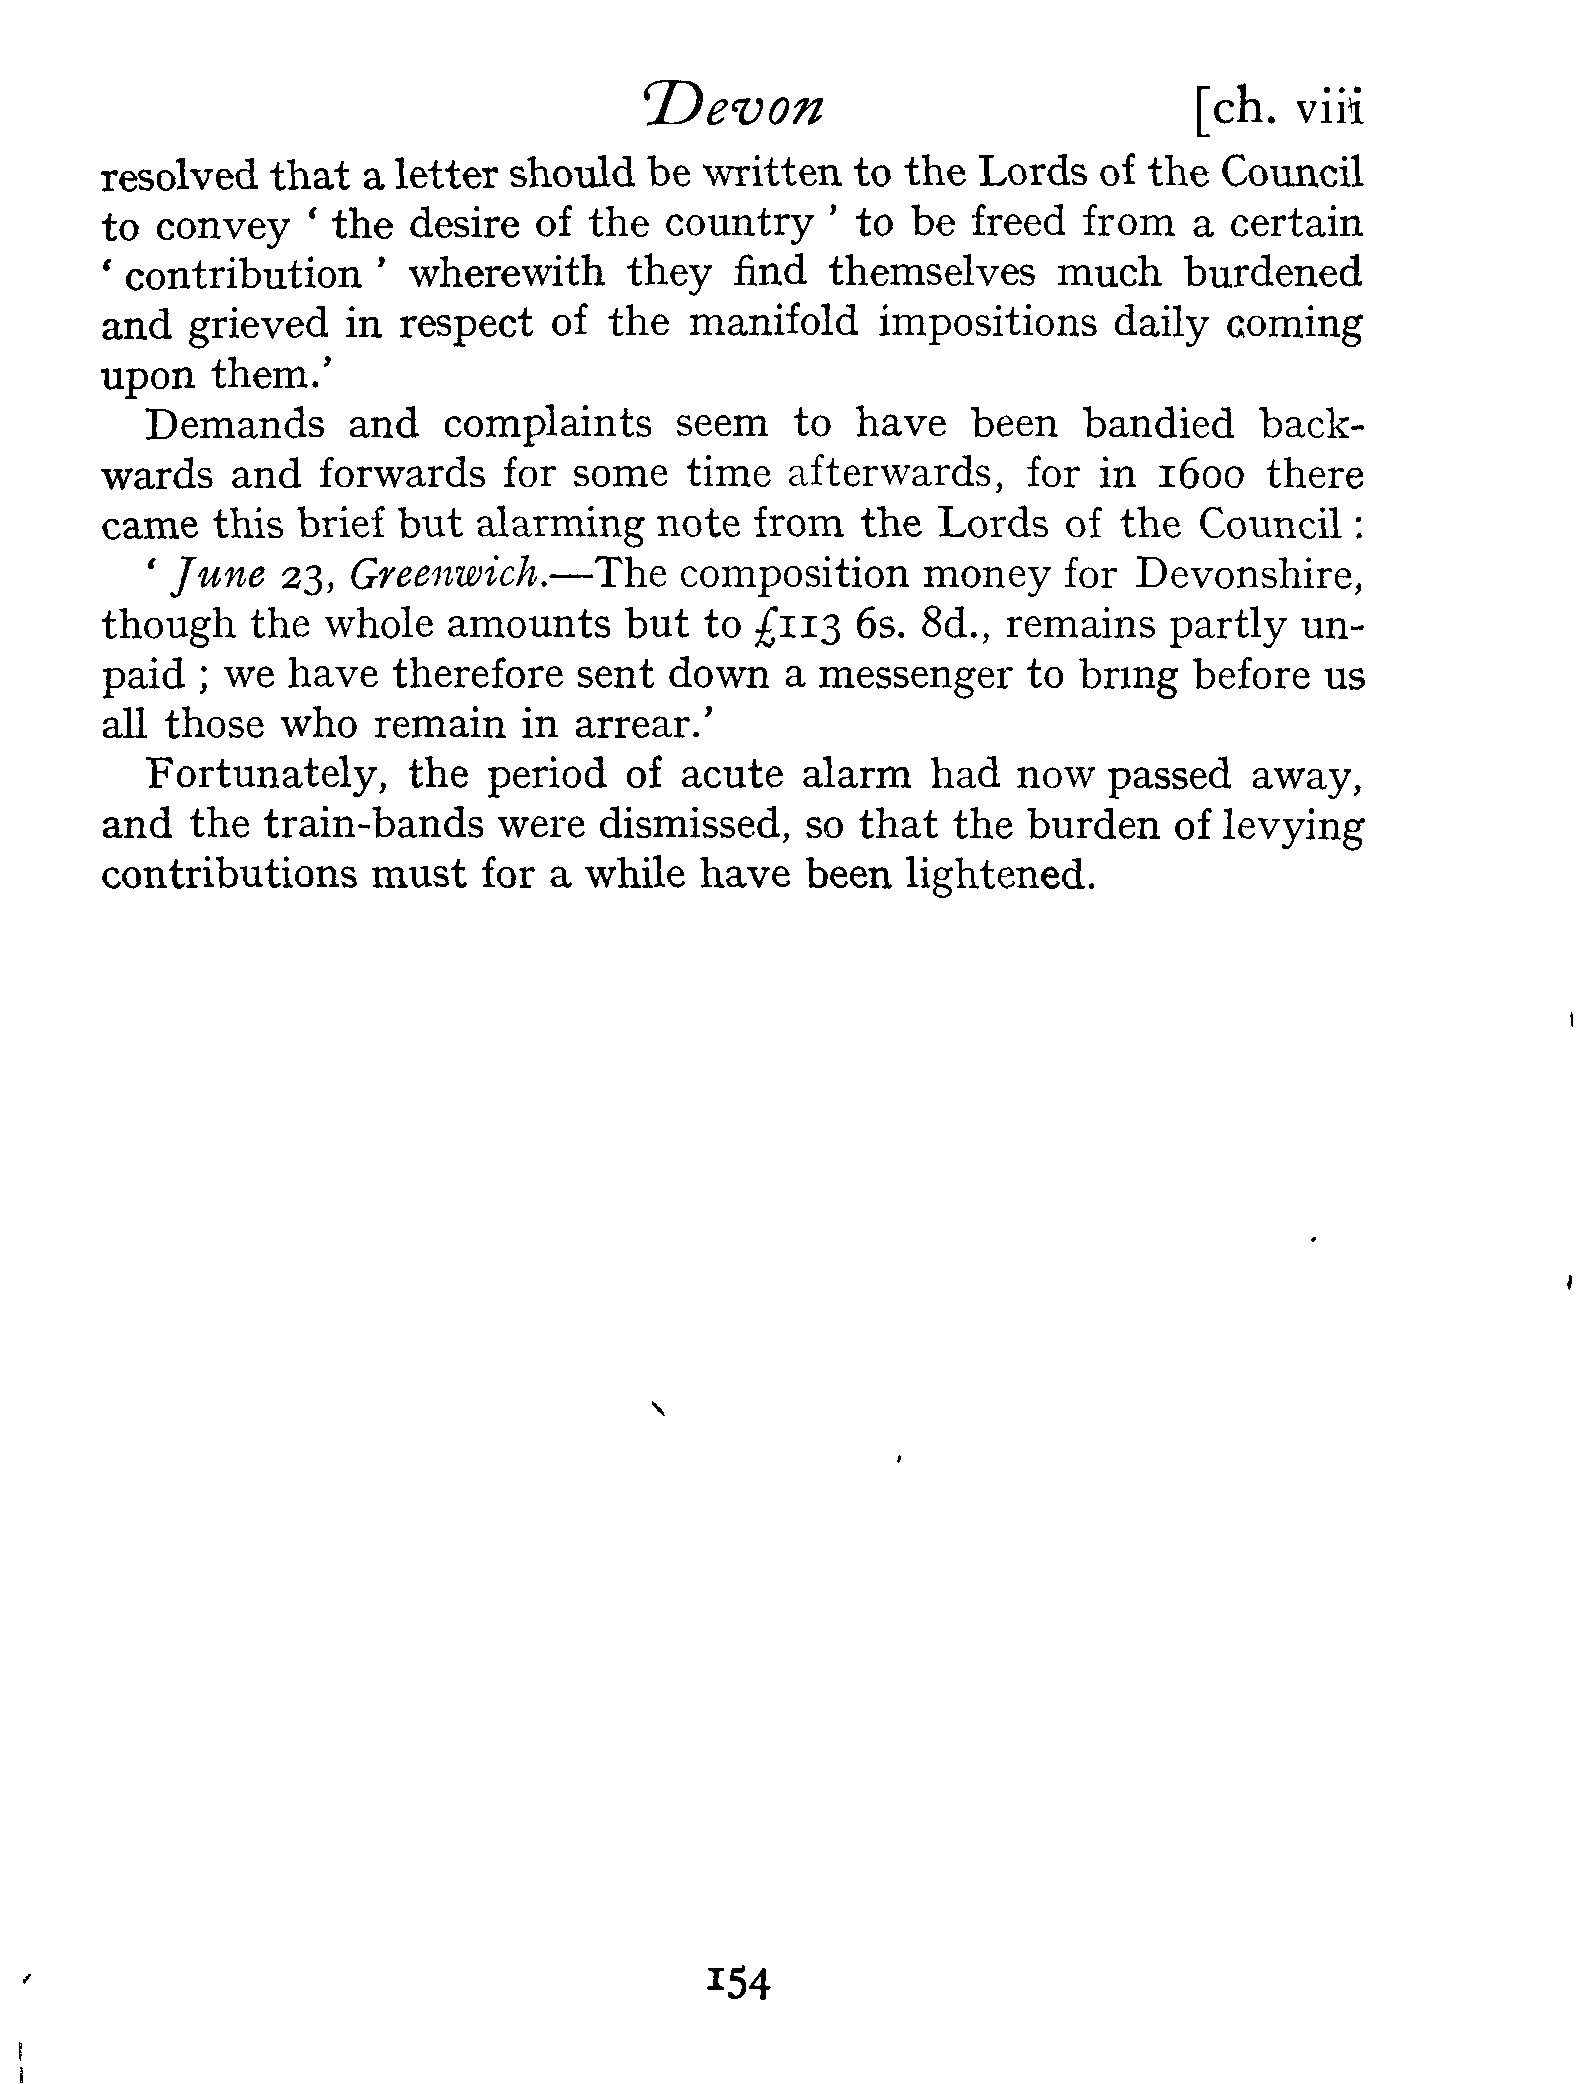 Devon [ch. viii
resolved that a letter should be written to the Lords of the Council
to convey ‘ the desire of the country ’ to be freed from a certain
‘ contribution ’ wherewith they find themselves much burdened
and grieved in respect of the manifold impositions daily coming
upon them.’
Demands and complaints seem to have been bandied back-
wards and forwards for some time afterwards, for in 1600 there
came this brief but alarming note from the Lords of the Council :
‘ June 23, Greenwich.—The composition money for Devonshire,
though the whole amounts but to £113 6s. 8d., remains partly un-
paid ; we have therefore sent down a messenger to bring before us
all those who remain in arrear.’
Fortunately, the period of acute alarm had now passed away,
and the train-bands were dismissed, so that the burden of levying
contributions must for a while have been lightened.
154